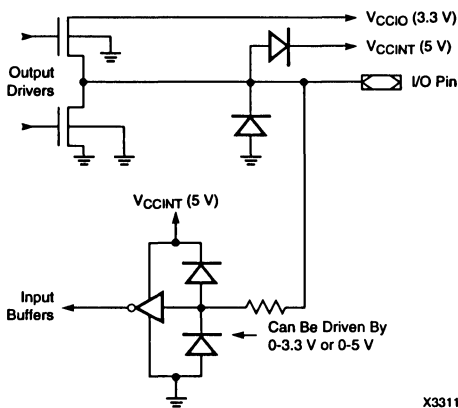 VCCIO (3.3 V)
VCCINT (5 V)
Output
Drivers
I/O Pin
VCCINT (5 V)
Input
Buffers
Can Be Driven By
0-3.3 V or 0-5 V
X3311